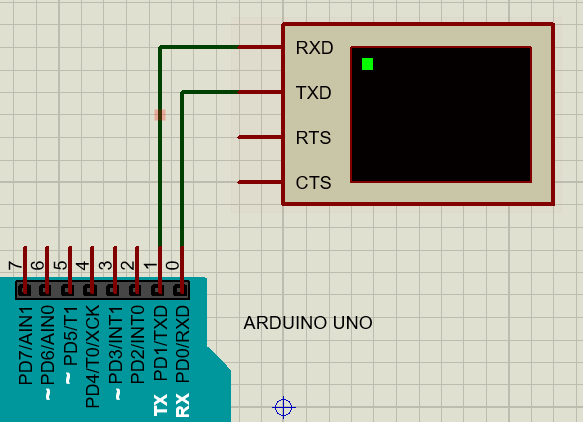 RXD
TXD
RTS
CTS
7
6
5
4
3
2
1
0
PD7/AIN1
~ PD6/AIN0
~ PD5/T1
PD4/T0/XCK
~ PD3/INT1
PD2/INT0
TX PD1/TXD
RX PD0/RXD
ARDUINO UNO